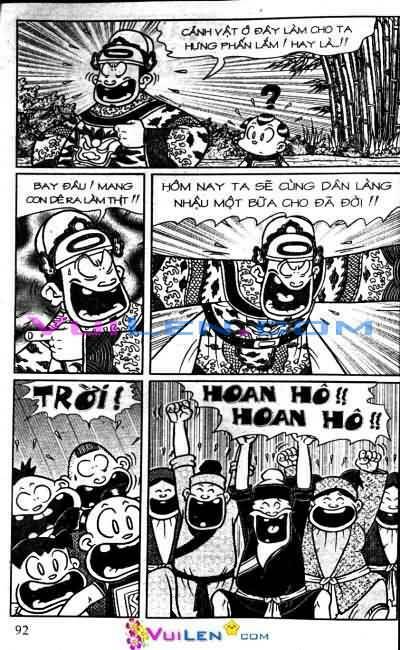 CẢNH VẬT Ở ĐÂY LÀM CHO TA
HƯNG PHẤN LẮM! HAY LÀ...!!
?
BAY ĐÂU! MANG
CON DÊ RA LÀM THỊT!!
HÔM NAY TA SẼ CÙNG DÂN LÀNG
NHẬU MỘT BỮA CHO ĐÃ ĐỜI!!
VUILEN.COM
TRỜI!
HOAN HÔ!!
HOAN HÔ!!
92
VUILEN.COM